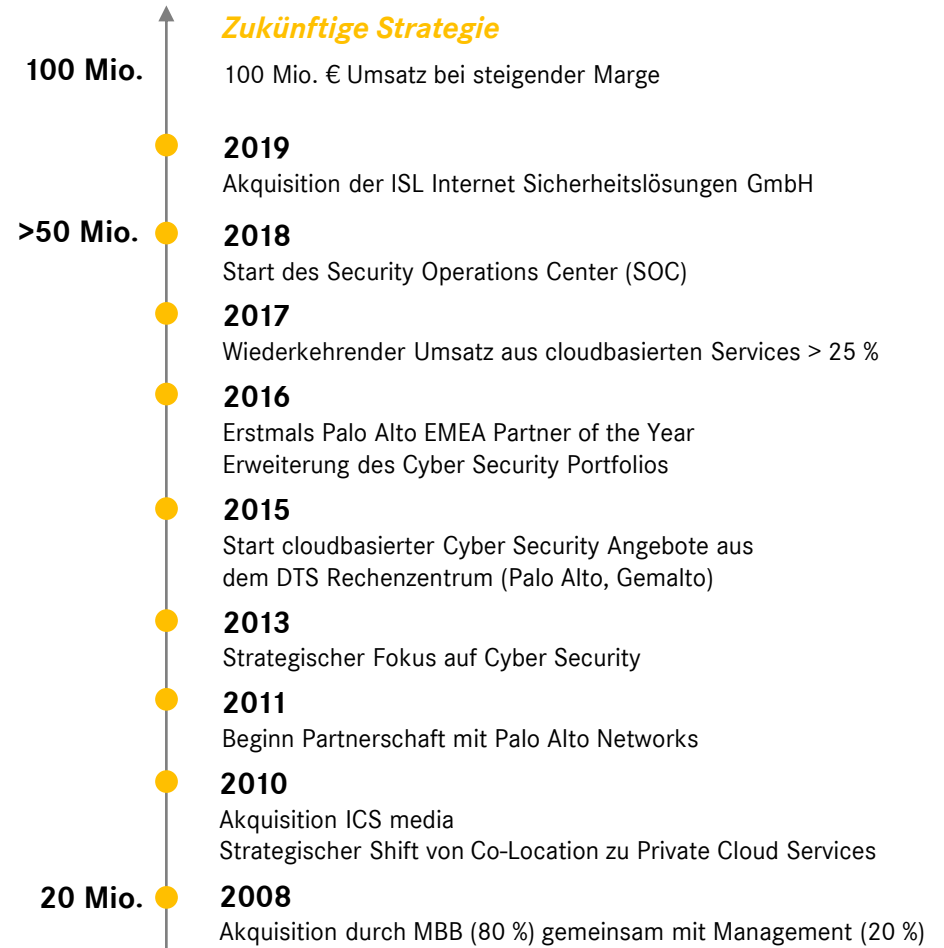 Zukünftige Strategie
100 Mio.
100 Mio. € Umsatz bei steigender Marge
2019
Akquisition der ISL Internet Sicherheitslösungen GmbH
>50 Mio.
2018
Start des Security Operations Center (SOC)
2017
Wiederkehrender Umsatz aus cloudbasierten Services > 25 %
2016
Erstmals Palo Alto EMEA Partner of the Year
Erweiterung des Cyber Security Portfolios
2015
Start cloudbasierter Cyber Security Angebote aus
dem DTS Rechenzentrum (Palo Alto, Gemalto)
2013
Strategischer Fokus auf Cyber Security
2011
Beginn Partnerschaft mit Palo Alto Networks
2010
Akquisition ICS media
Strategischer Shift von Co-Location zu Private Cloud Services
20 Mio.
2008
Akquisition durch MBB (80 %) gemeinsam mit Management (20 %)